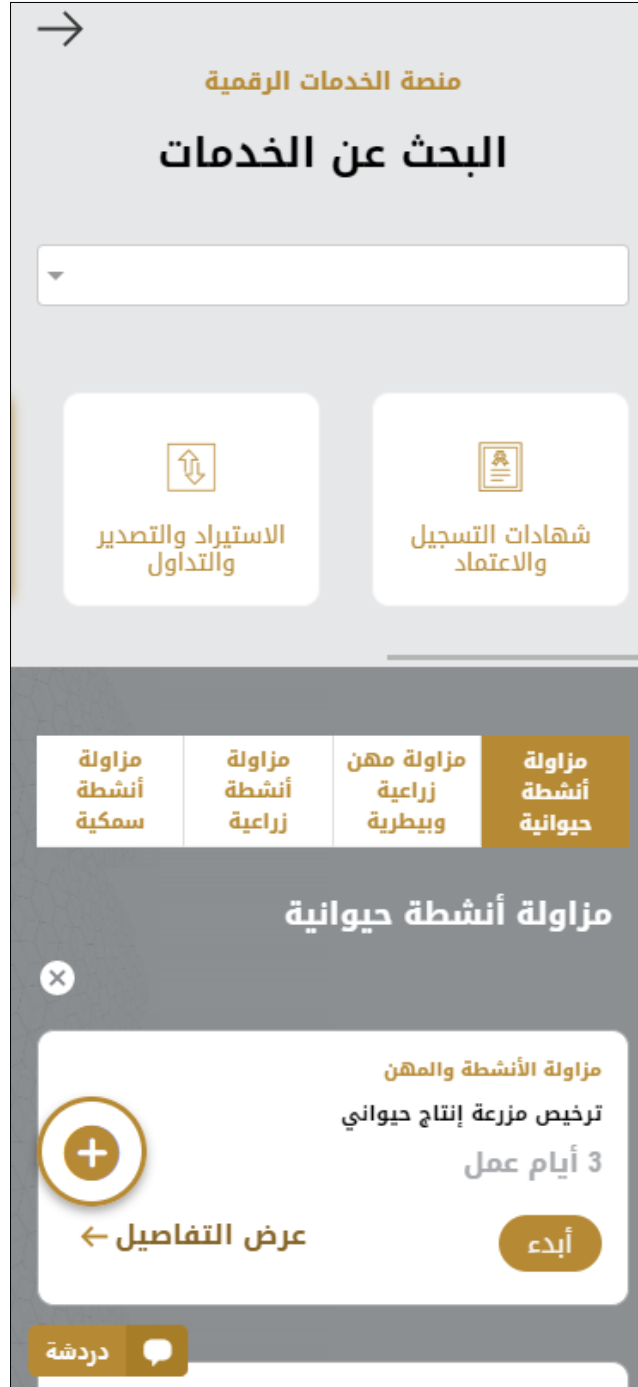 منصة الخدمات الرقمية
البحث عن الخدمات
شهادات التسجيل
والاعتماد
الاستيراد والتصدير
والتداول
مزاولة
أنشطة
حيوانية
مزاولة مهن
زراعية
وبيطرية
مزاولة
أنشطة
زراعية
مزاولة
أنشطة
سمكية
مزاولة أنشطة حيوانية
مزاولة الأنشطة والمهن
ترخيص مزرعة إنتاج حيواني
3 أيام عمل
أبدء
عرض التفاصيل
دردشة